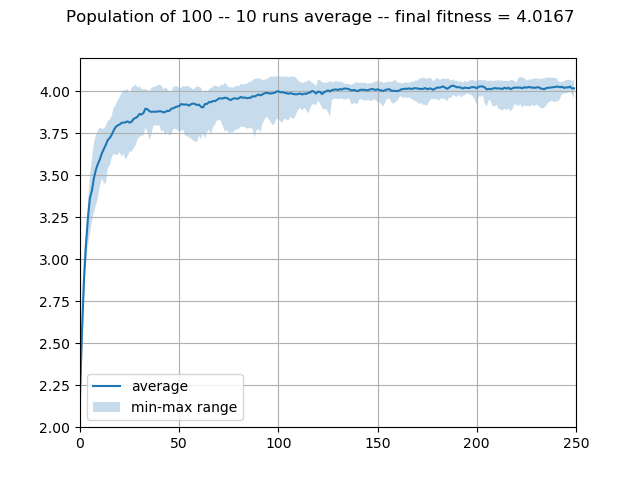 Population of 100 -- 10 runs average -- final fitness = 4.0167
4.00
3.75
3.50
3.25
3.00
2.75
2.50
2.25
2.00
average
min-max range
0 50 100 150 200 250